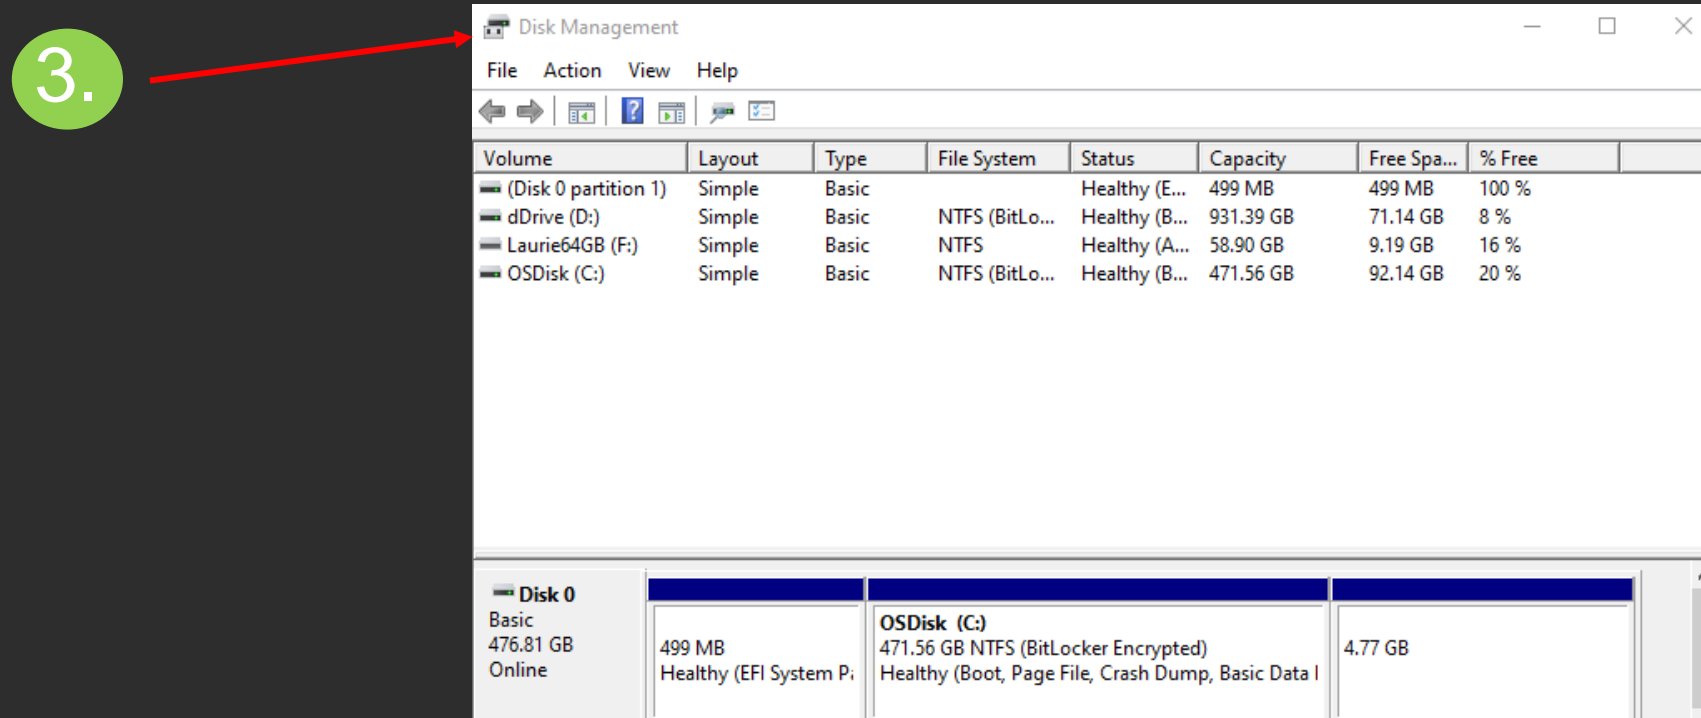 3.
Disk Management
File Action View Help
Volume Layout Type File System Status Capacity Free Spa... % Free
(Disk 0 partition 1) Simple Basic Healthy (E... 499 MB 499 MB 100 %
dDrive (D:) Simple Basic NTFS (BitLo... Healthy (B... 931.39 GB 71.14 GB 8 %
Laurie64GB (F:) Simple Basic NTFS Healthy (A... 58.90 GB 9.19 GB 16 %
OSDisk (C:) Simple Basic NTFS (BitLo... Healthy (B... 471.56 GB 92.14 GB 20 %
Disk 0
Basic
476.81 GB
Online
499 MB
Healthy (EFI System P
OSDisk (C:)
471.56 GB NTFS (BitLocker Encrypted)
Healthy (Boot, Page File, Crash Dump, Basic Data
4.77 GB